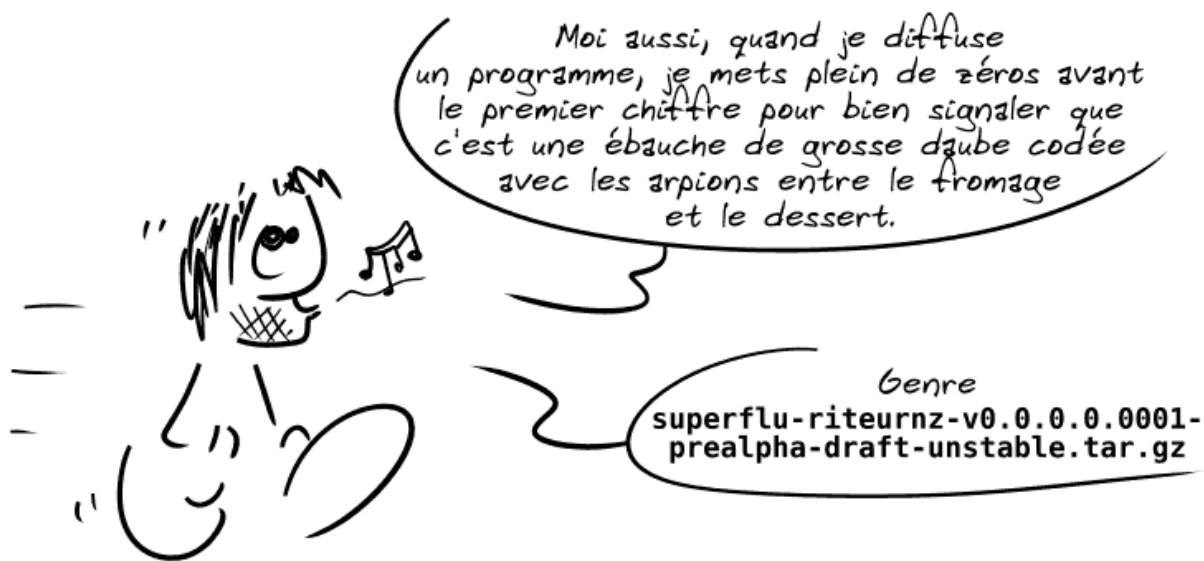 Moi aussi, quand je diffuse
un programme, je mets plein de zéros avant
le premier chiffre pour bien signaler que
c'est une ébauche de grosse daube codée
avec les arpions entre le fromage
et le dessert.
Genre
superflu-riteurnz-v0.0.0.0.0001-
prealpha-draft-unstable.tar.gz